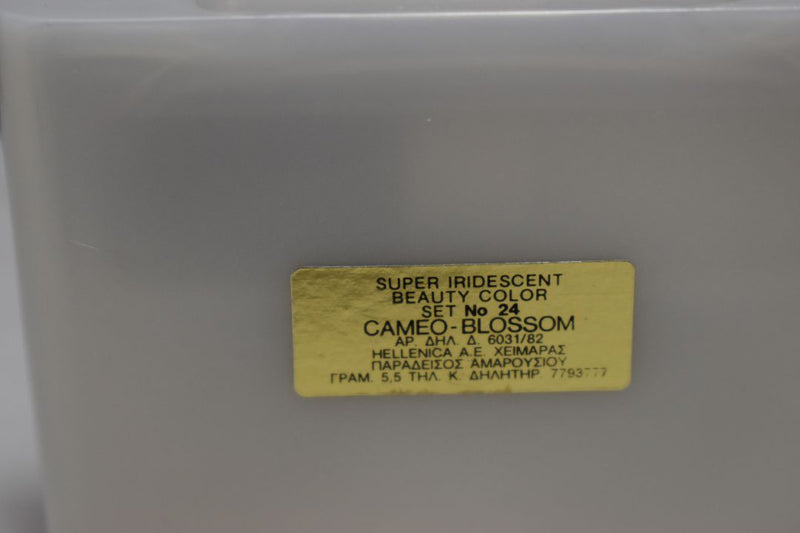 SUPER IRIDESCENT
BEAUTY COLOR
SET No 24
CAMEO-BLOSSOM
ΑΡ. ΔΗΛ. Δ. 6031/82
HELLENICA A.E. ΧΕΙΜΑΡΑΣ
ΠΑΡΑΔΕΙΣΟΣ ΑΜΑΡΟΥΣΙΟΥ
ΓΡΑΜ. 5,5 ΤΗΛ. Κ. ΔΗΛΗΤΗΡ. 7793777